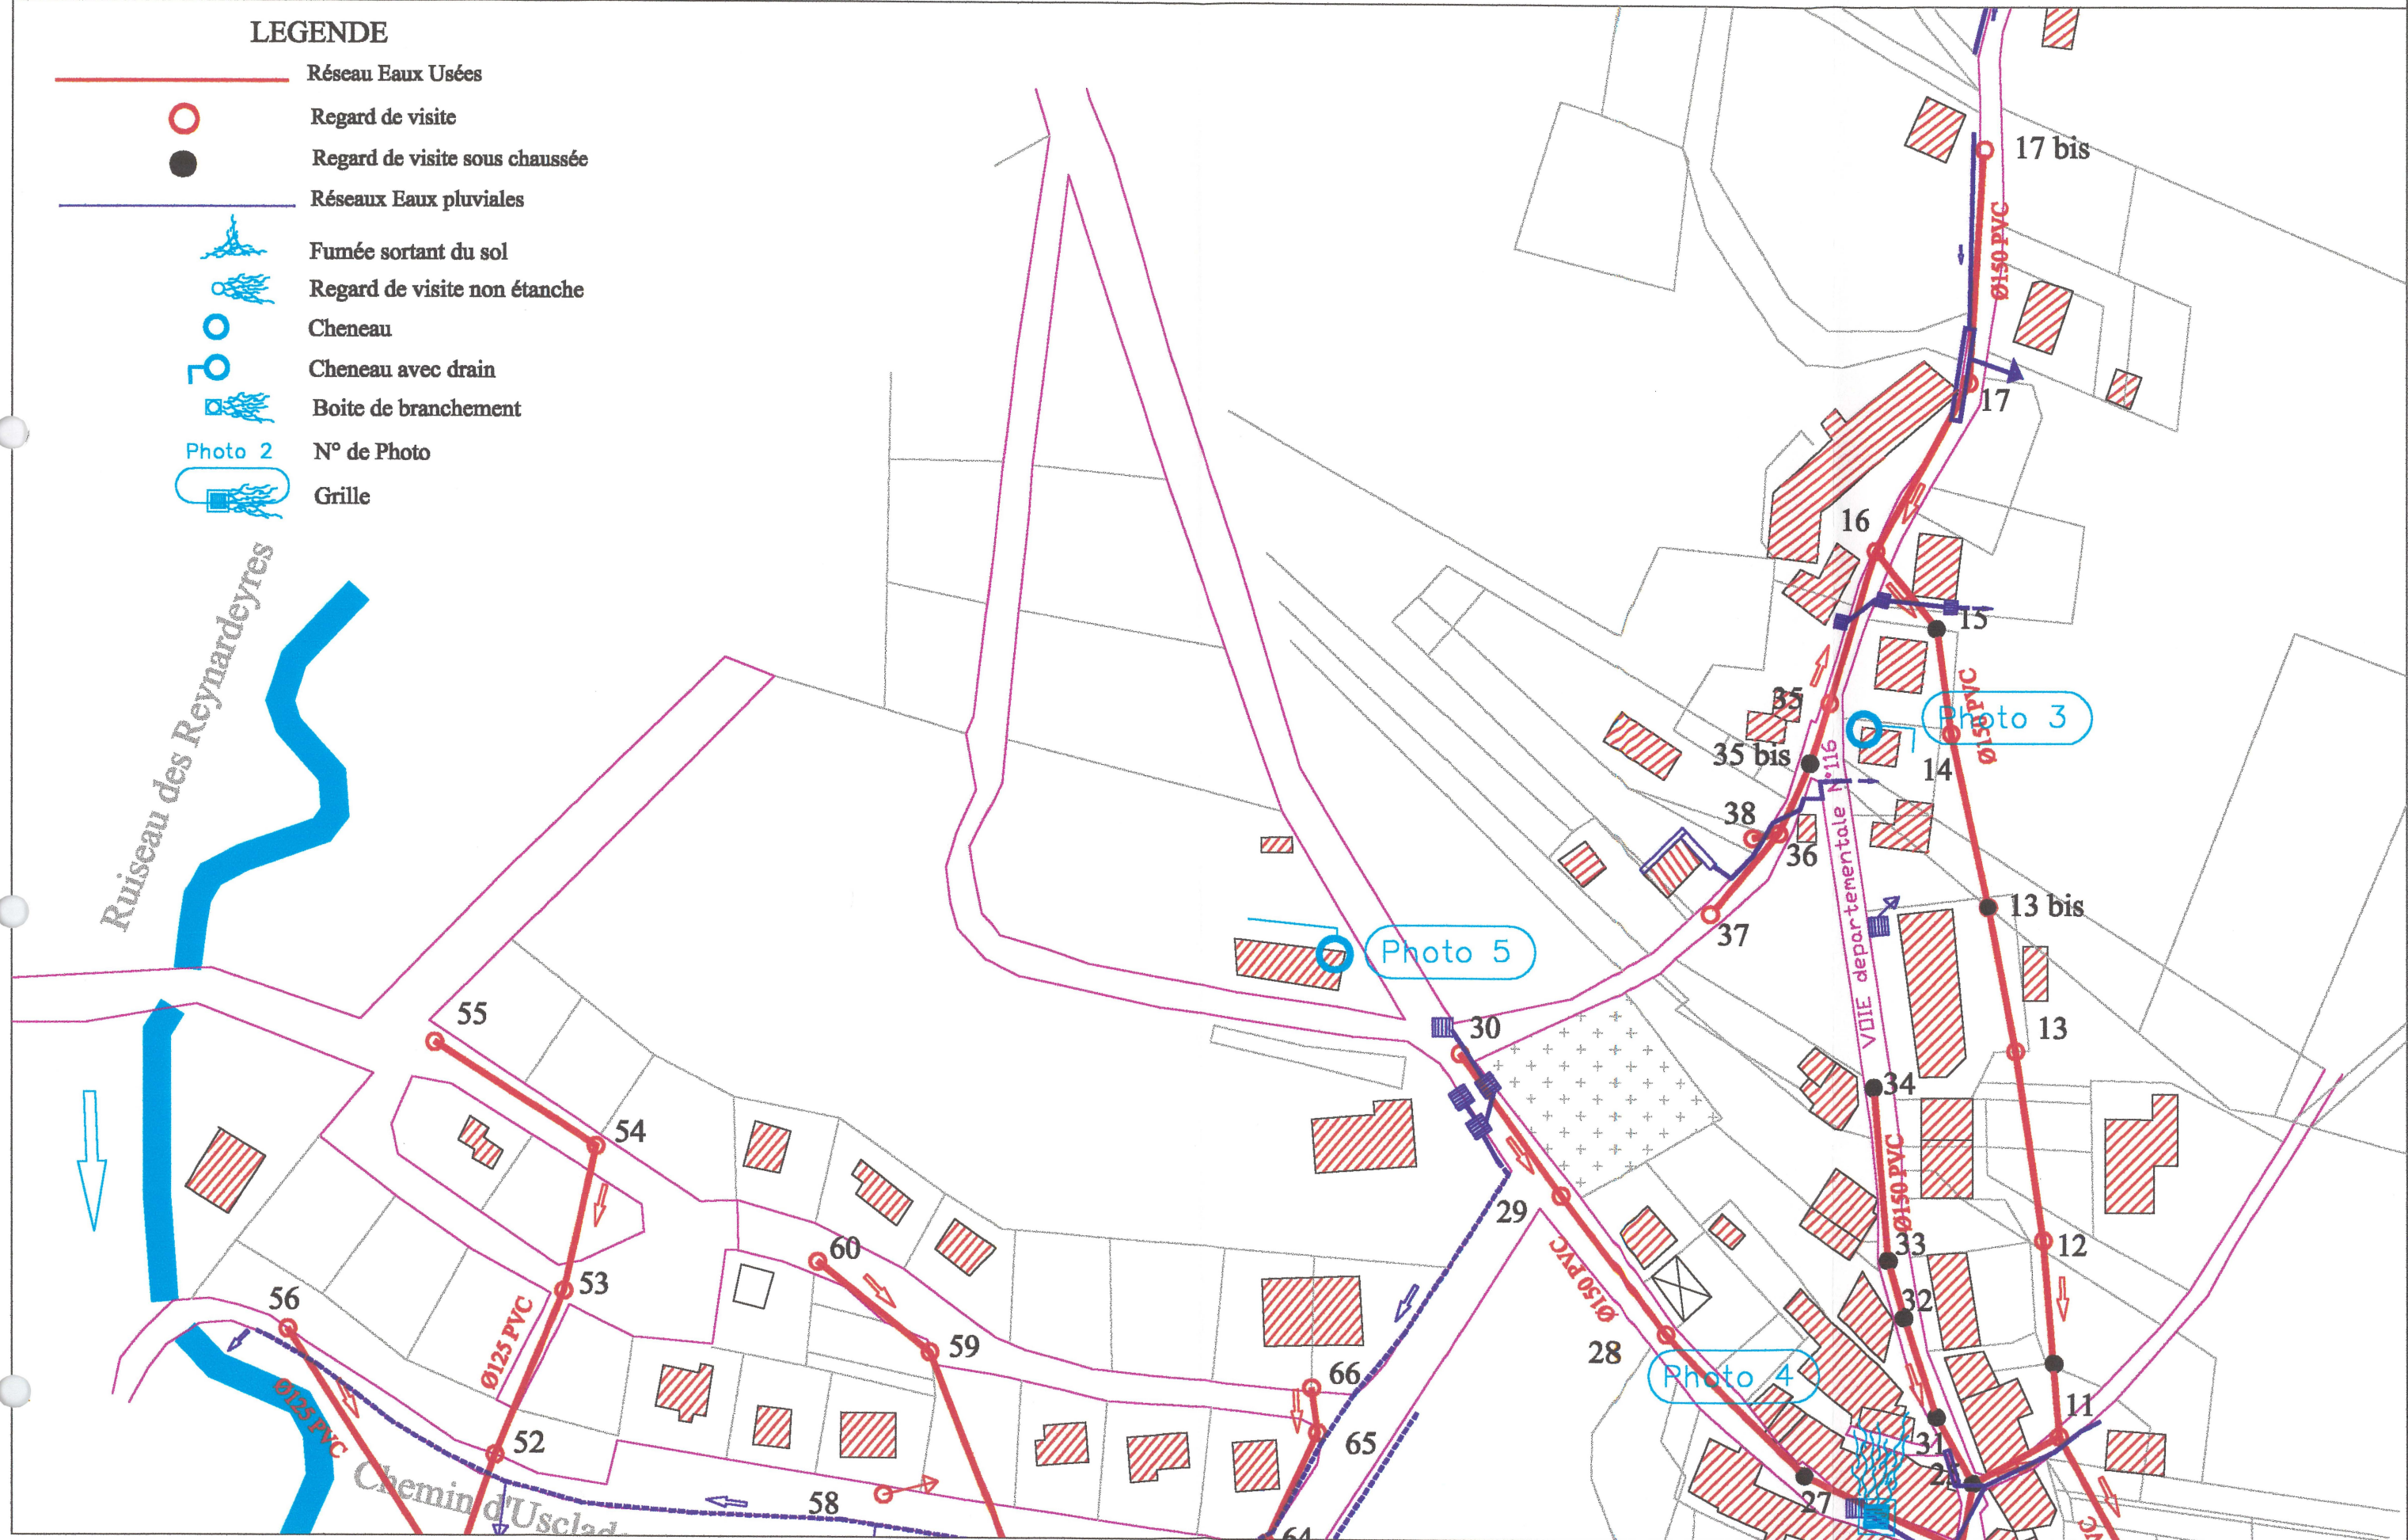 LEGENDE
Réseau Eaux Usées
Regard de visite
Regard de visite sous chaussée
Réseaux Eaux pluviales
Fumée sortant du sol
Regard de visite non étanche
Cheneau
Cheneau avec drain
Boite de branchement
Photo 2 N° de Photo
Grille
17 bis
Ø150 PVC
17
16
15
Ø150 PVC
35
Photo 3
35 bis
14
38
36
VOIE departementale N°116
13 bis
37
Photo 5
Ruiseau des Reynardeyres
55
30
13
34
54
Ø150 PVC
29
60
12
33
53
Ø150 PVC
56
32
Ø125 PVC
59
28
66
Photo 4
Ø125 PVC
11
52
65
31
25
Chemin d'Usclad
58
27
64